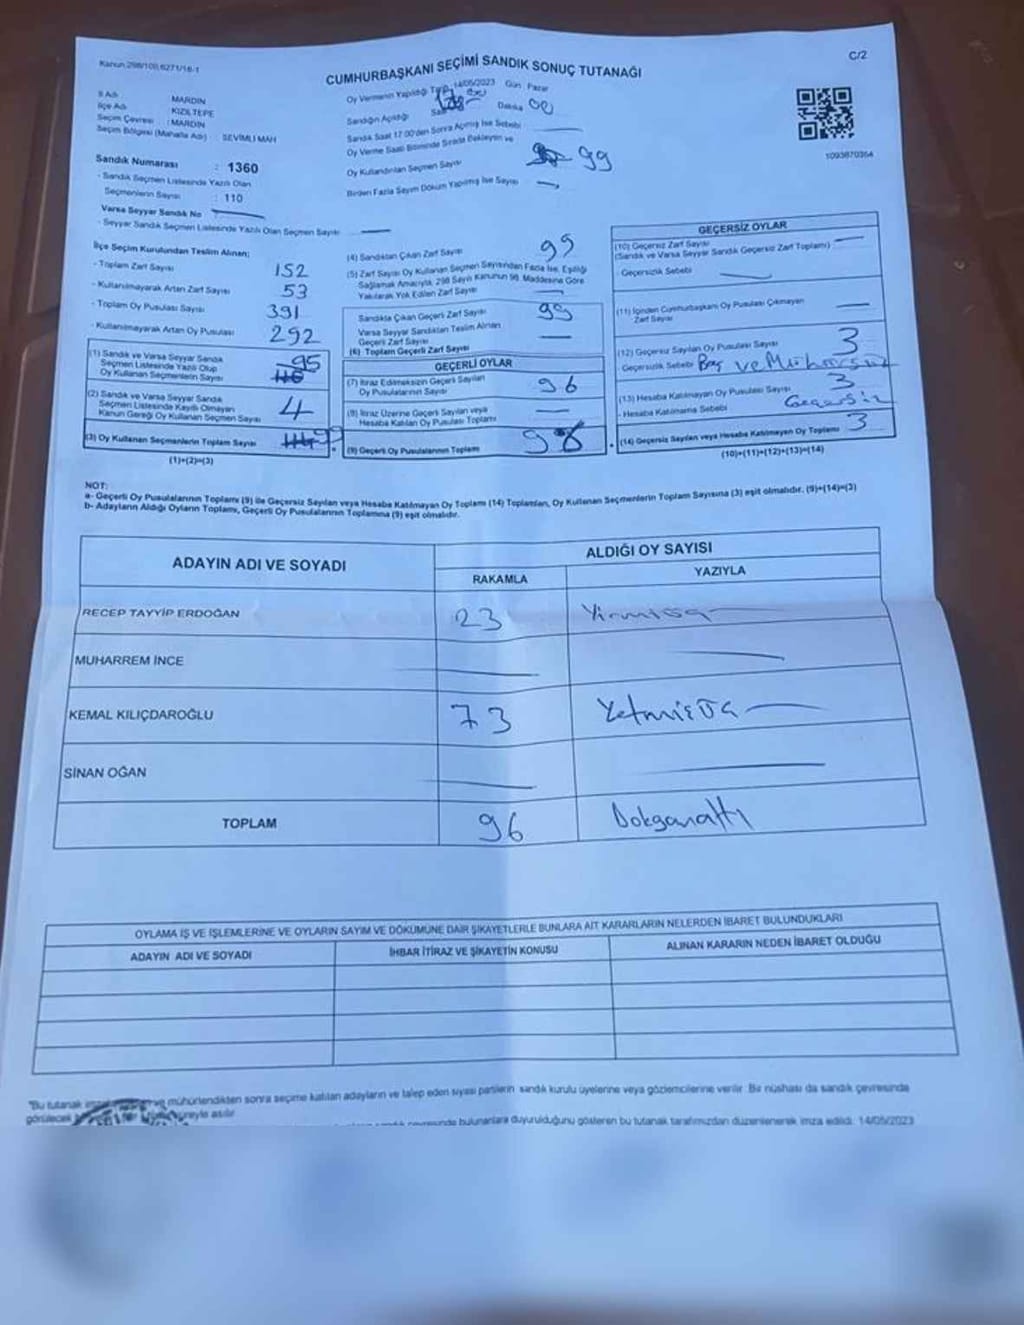 Kanun:298/100,6271/16-1
C/2
CUMHURBAŞKANI SEÇİMİ SANDIK SONUÇ TUTANAĞI
İl Adı : MARDİN
İlçe Adı : KIZILTEPE
Seçim Çevresi : MARDİN
Seçim Bölgesi (Mahalle Adı) : SEVİMLİ MAH
Sandık Numarası : 1360
- Sandık Seçmen Listesinde Yazılı Olan
Seçmenlerin Sayısı : 110
Varsa Seyyar Sandık No
- Seyyar Sandık Seçmen Listesinde Yazılı Olan Seçmen Sayısı
Oy Vermenin Yapıldığı Tarih 14/05/2023 Gün Pazar
Sandığın Açıldığı Saat Dakika 00
Sandık Saat 17:00'den Sonra Açılmış İse Sebebi
Oy Verme Saati Bitiminde Sırada Bekleyen ve
Oy Kullandırılan Seçmen Sayısı 99
Birden Fazla Sayım Döküm Yapılmış İse Sayısı
1093870354
İlçe Seçim Kurulundan Teslim Alınan;
- Toplam Zarf Sayısı 152
- Kullanılmayarak Artan Zarf Sayısı 53
- Toplam Oy Pusulası Sayısı 391
- Kullanılmayarak Artan Oy Pusulası 292
(1) Sandık ve Varsa Seyyar Sandık
Seçmen Listesinde Yazılı Olup
Oy Kullanan Seçmenlerin Sayısı 95
(2) Sandık ve Varsa Seyyar Sandık
Seçmen Listesinde Kayıtlı Olmayan
Kanun Gereği Oy Kullanan Seçmen Sayısı 4
(3) Oy Kullanan Seçmenlerin Toplam Sayısı
(1)+(2)=(3)
(4) Sandıktan Çıkan Zarf Sayısı 99
(5) Zarf Sayısı Oy Kullanan Seçmen Sayısından Fazla İse, Eşitliği
Sağlamak Amacıyla, 298 Sayılı Kanunun 98. Maddesine Göre
Yakılarak Yok Edilen Zarf Sayısı
Sandıkta Çıkan Geçerli Zarf Sayısı 99
Varsa Seyyar Sandıktan Teslim Alınan
Geçerli Zarf Sayısı
(6) Toplam Geçerli Zarf Sayısı
GEÇERLİ OYLAR
(7) İtiraz Edilmeksizin Geçerli Sayılan
Oy Pusulalarının Sayısı 96
(8) İtiraz Üzerine Geçerli Sayılan veya
Hesaba Katılan Oy Pusulası Toplamı
(9) Geçerli Oy Pusulalarının Toplamı 96
GEÇERSİZ OYLAR
(10) Geçersiz Zarf Sayısı
(Sandık ve Varsa Seyyar Sandık Geçersiz Zarf Toplamı)
- Geçersizlik Sebebi
(11) İçinden Cumhurbaşkanı Oy Pusulası Çıkmayan
Zarf Sayısı
(12) Geçersiz Sayılan Oy Pusulası Sayısı 3
Geçersizlik Sebebi Boş ve Mühürsüz
(13) Hesaba Katılmayan Oy Pusulası Sayısı 3
- Hesaba Katılmama Sebebi Geçersiz
(14) Geçersiz Sayılan veya Hesaba Katılmayan Oy Toplamı 3
(10)+(11)+(12)+(13)=(14)
NOT:
a- Geçerli Oy Pusulalarının Toplamı (9) ile Geçersiz Sayılan veya Hesaba Katılmayan Oy Toplamı (14) Toplamları, Oy Kullanan Seçmenlerin Toplam Sayısına (3) eşit olmalıdır. (9)+(14)=(3)
b- Adayların Aldığı Oyların Toplamı, Geçerli Oy Pusulalarının Toplamına (9) eşit olmalıdır.
ADAYIN ADI VE SOYADI
ALDIĞI OY SAYISI
RAKAMLA
YAZIYLA
RECEP TAYYİP ERDOĞAN 23 Yirmiüç
MUHARREM İNCE
KEMAL KILIÇDAROĞLU 73 Yetmişüç
SİNAN OĞAN
TOPLAM 96 Doksanaltı
OYLAMA İŞ VE İŞLEMLERİNE VE OYLARIN SAYIM VE DÖKÜMÜNE DAİR ŞİKAYETLERLE BUNLARA AİT KARARLARIN NELERDEN İBARET BULUNDUKLARI
ADAYIN ADI VE SOYADI
İHBAR İTİRAZ VE ŞİKAYETİN KONUSU
ALINAN KARARIN NEDEN İBARET OLDUĞU
"Bu tutanak ve mühürlendikten sonra seçime katılan adayların ve talep eden siyasi partilerin sandık kurulu üyelerine veya gözlemcilerine verilir. Bir nüshası da sandık çevresinde
görülecek süreyle asılır
çevresinde bulunanlara duyurulduğunu gösteren bu tutanak tarafımızdan düzenlenerek imza edildi. 14/05/2023